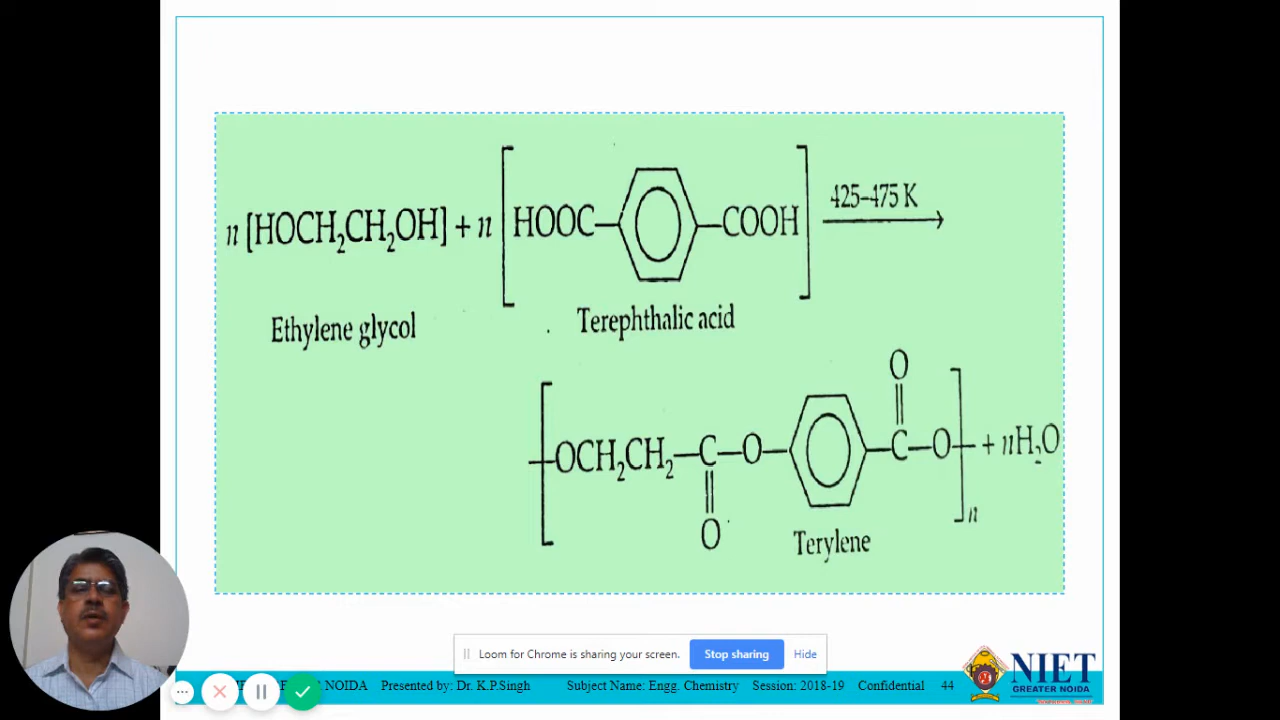 n [HOCH₂CH₂OH] + n [HOOC— —COOH] 425–475 K
Ethylene glycol
Terephthalic acid
[—OCH₂CH₂—C—O— —C—O—]n + nH₂O
O
O
Terylene
Loom for Chrome is sharing your screen. Stop sharing Hide
NOIDA Presented by: Dr. K.P.Singh Subject Name: Engg. Chemistry Session: 2018-19 Confidential 44
NIET
GREATER NOIDA